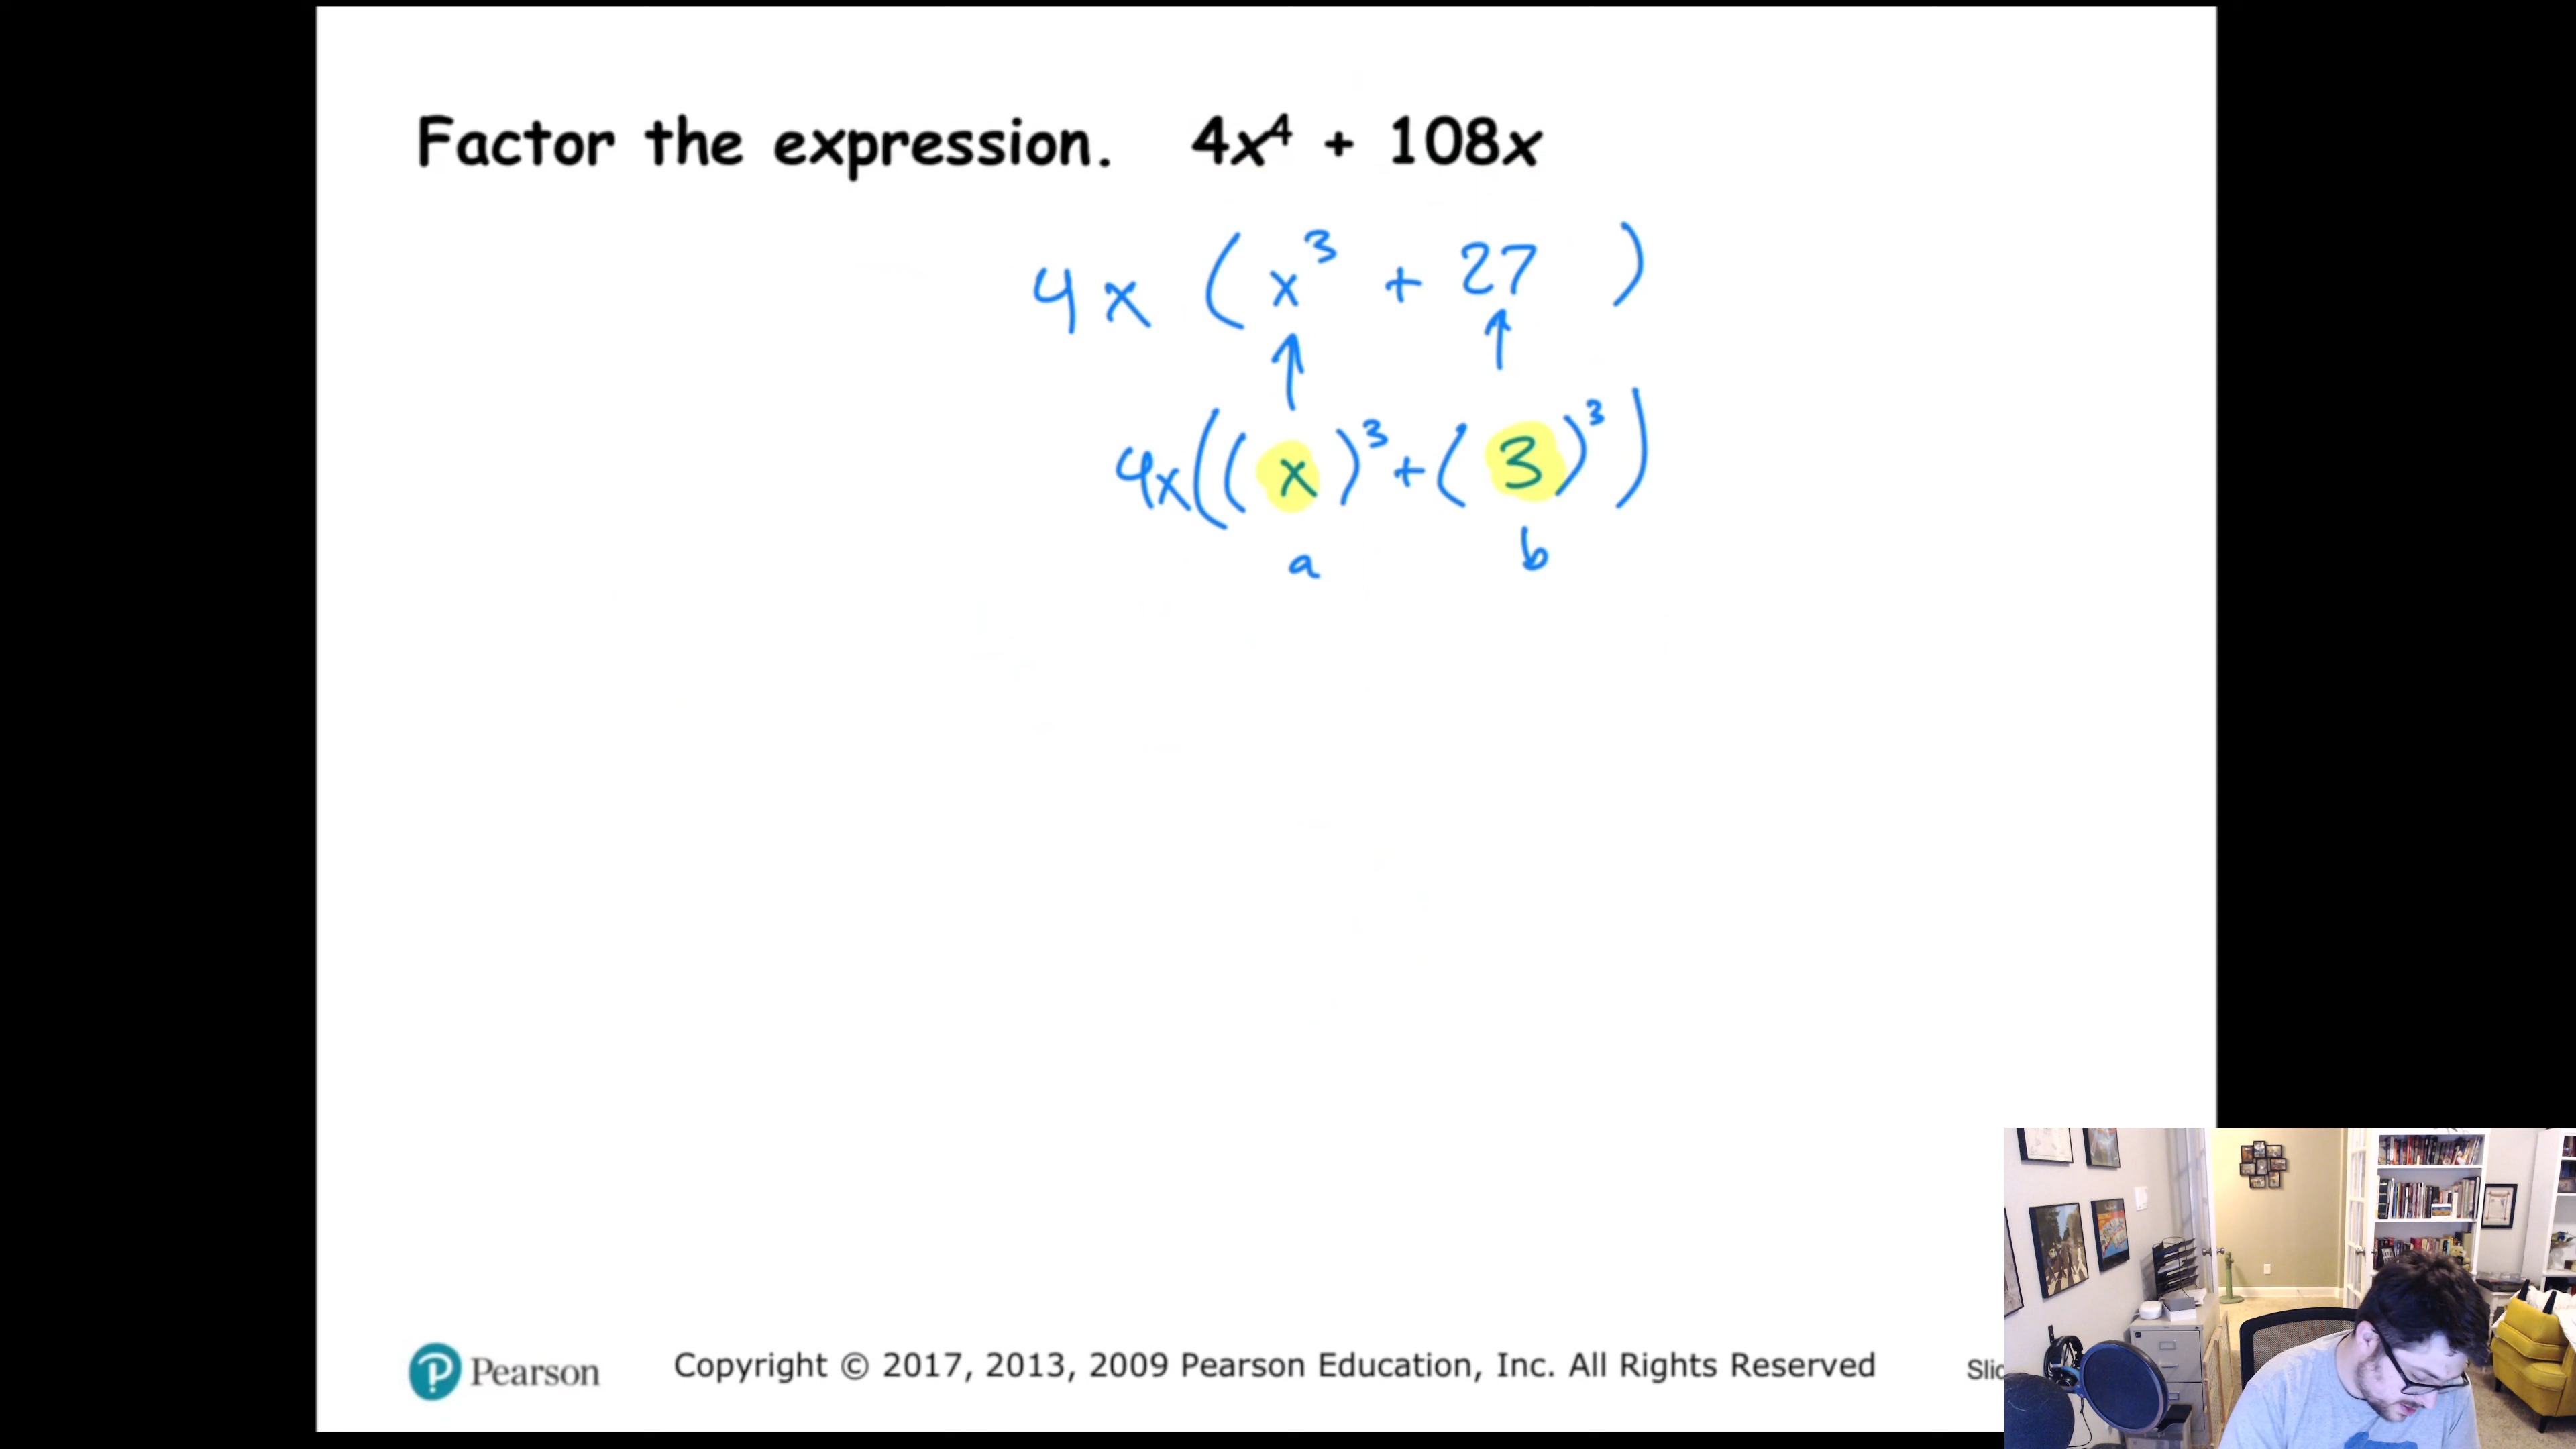 Factor the expression. 4x⁴ + 108x
4x ( x³ + 27 )
↑ ↑
4x(( x )³+( 3 )³)
a b
Pearson Copyright © 2017, 2013, 2009 Pearson Education, Inc. All Rights Reserved